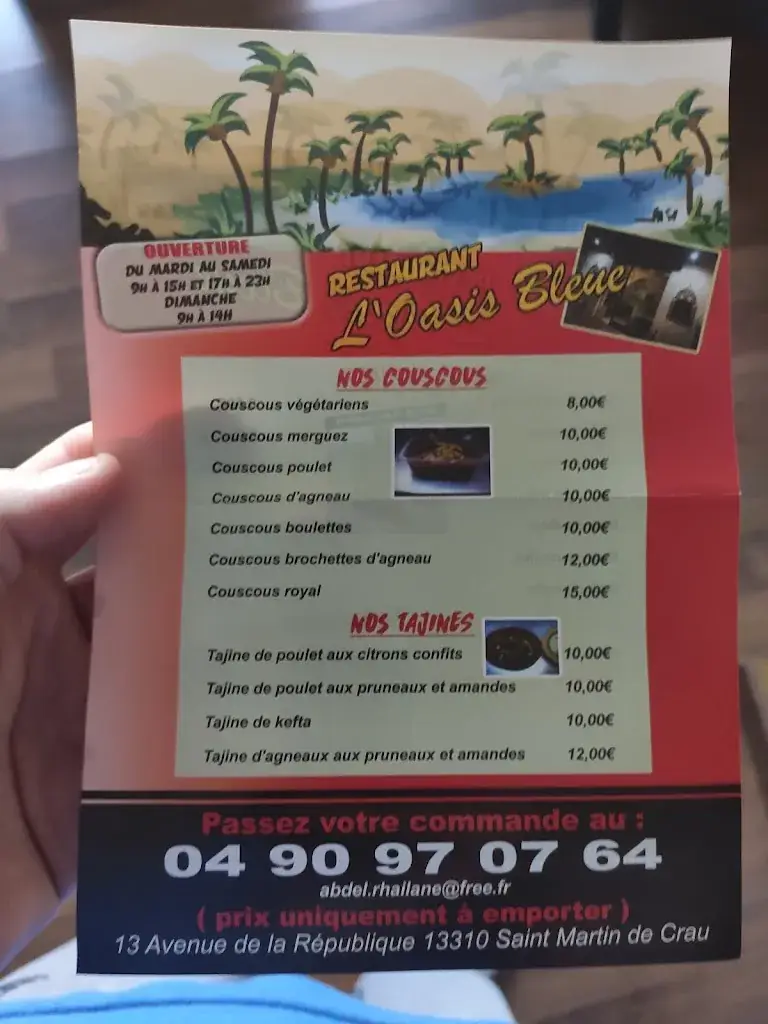 OUVERTURE
DU MARDI AU SAMEDI
9H À 15H ET 17H À 23H
DIMANCHE
9H À 14H
RESTAURANT
L'Oasis Bleue
NOS COUSCOUS
Couscous végétariens 8,00€
Couscous merguez 10,00€
Couscous poulet 10,00€
Couscous d'agneau 10,00€
Couscous boulettes 10,00€
Couscous brochettes d'agneau 12,00€
Couscous royal 15,00€
NOS TAJINES
Tajine de poulet aux citrons confits 10,00€
Tajine de poulet aux pruneaux et amandes 10,00€
Tajine de kefta 10,00€
Tajine d'agneaux aux pruneaux et amandes 12,00€
Passez votre commande au :
04 90 97 07 64
abdel.rhallane@free.fr
( prix uniquement à emporter )
13 Avenue de la République 13310 Saint Martin de Crau